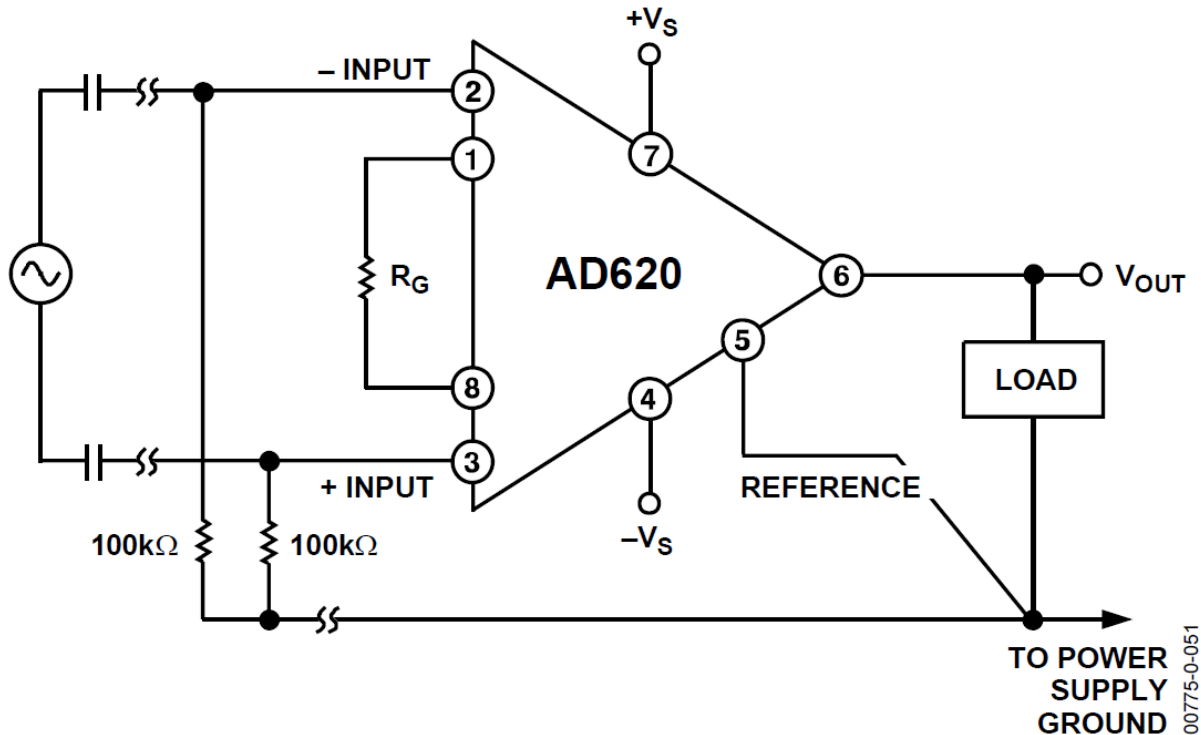 +VS
– INPUT
2
7
1
RG
AD620
6
VOUT
5
8
4
LOAD
3
+ INPUT
REFERENCE
–VS
100kΩ
100kΩ
TO POWER
SUPPLY
GROUND
00775-0-051